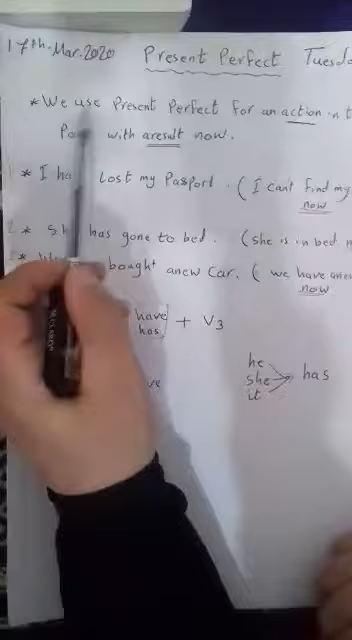 17th.Mar.2020 Present Perfect Tuesd
*We use Present Perfect for an action in t
with aresult now.
* I ha Lost my Pasport. ( I can't find my
now
* Sh has gone to bed. (she is in bed n
* bought anew Car. ( we have anew
now
have
has + V3
he
she has
it